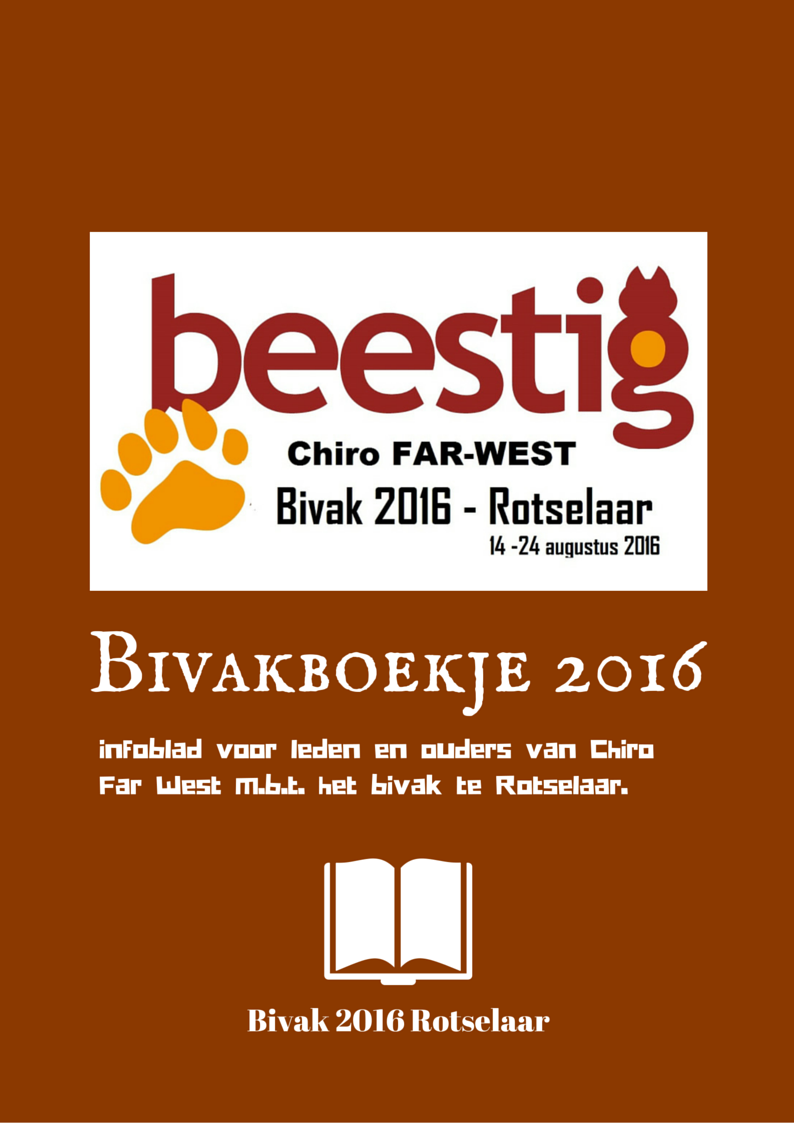 beestig
Chiro FAR-WEST
Bivak 2016 - Rotselaar
14 -24 augustus 2016
Bivakboekje 2016
infoblad voor leden en ouders van Chiro
Far West m.b.t. het bivak te Rotselaar.
Bivak 2016 Rotselaar